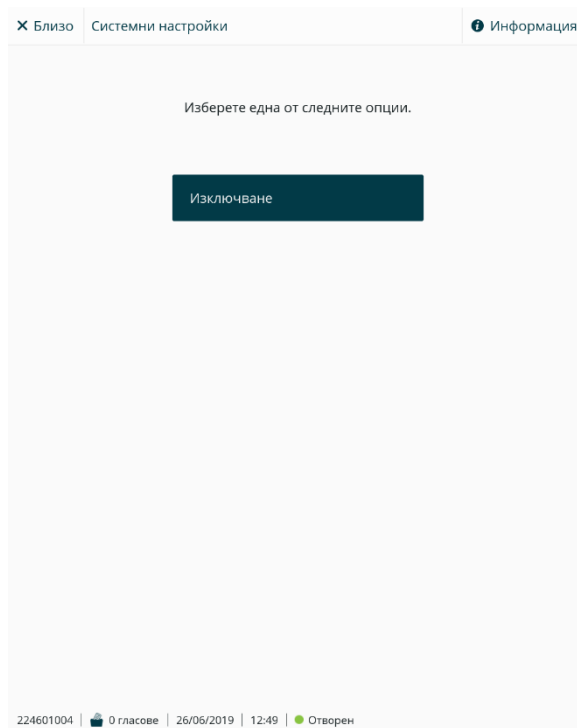 Близо Системни настройки Информация
Изберете една от следните опции.
Изключване
224601004 0 гласове 26/06/2019 12:49 Отворен